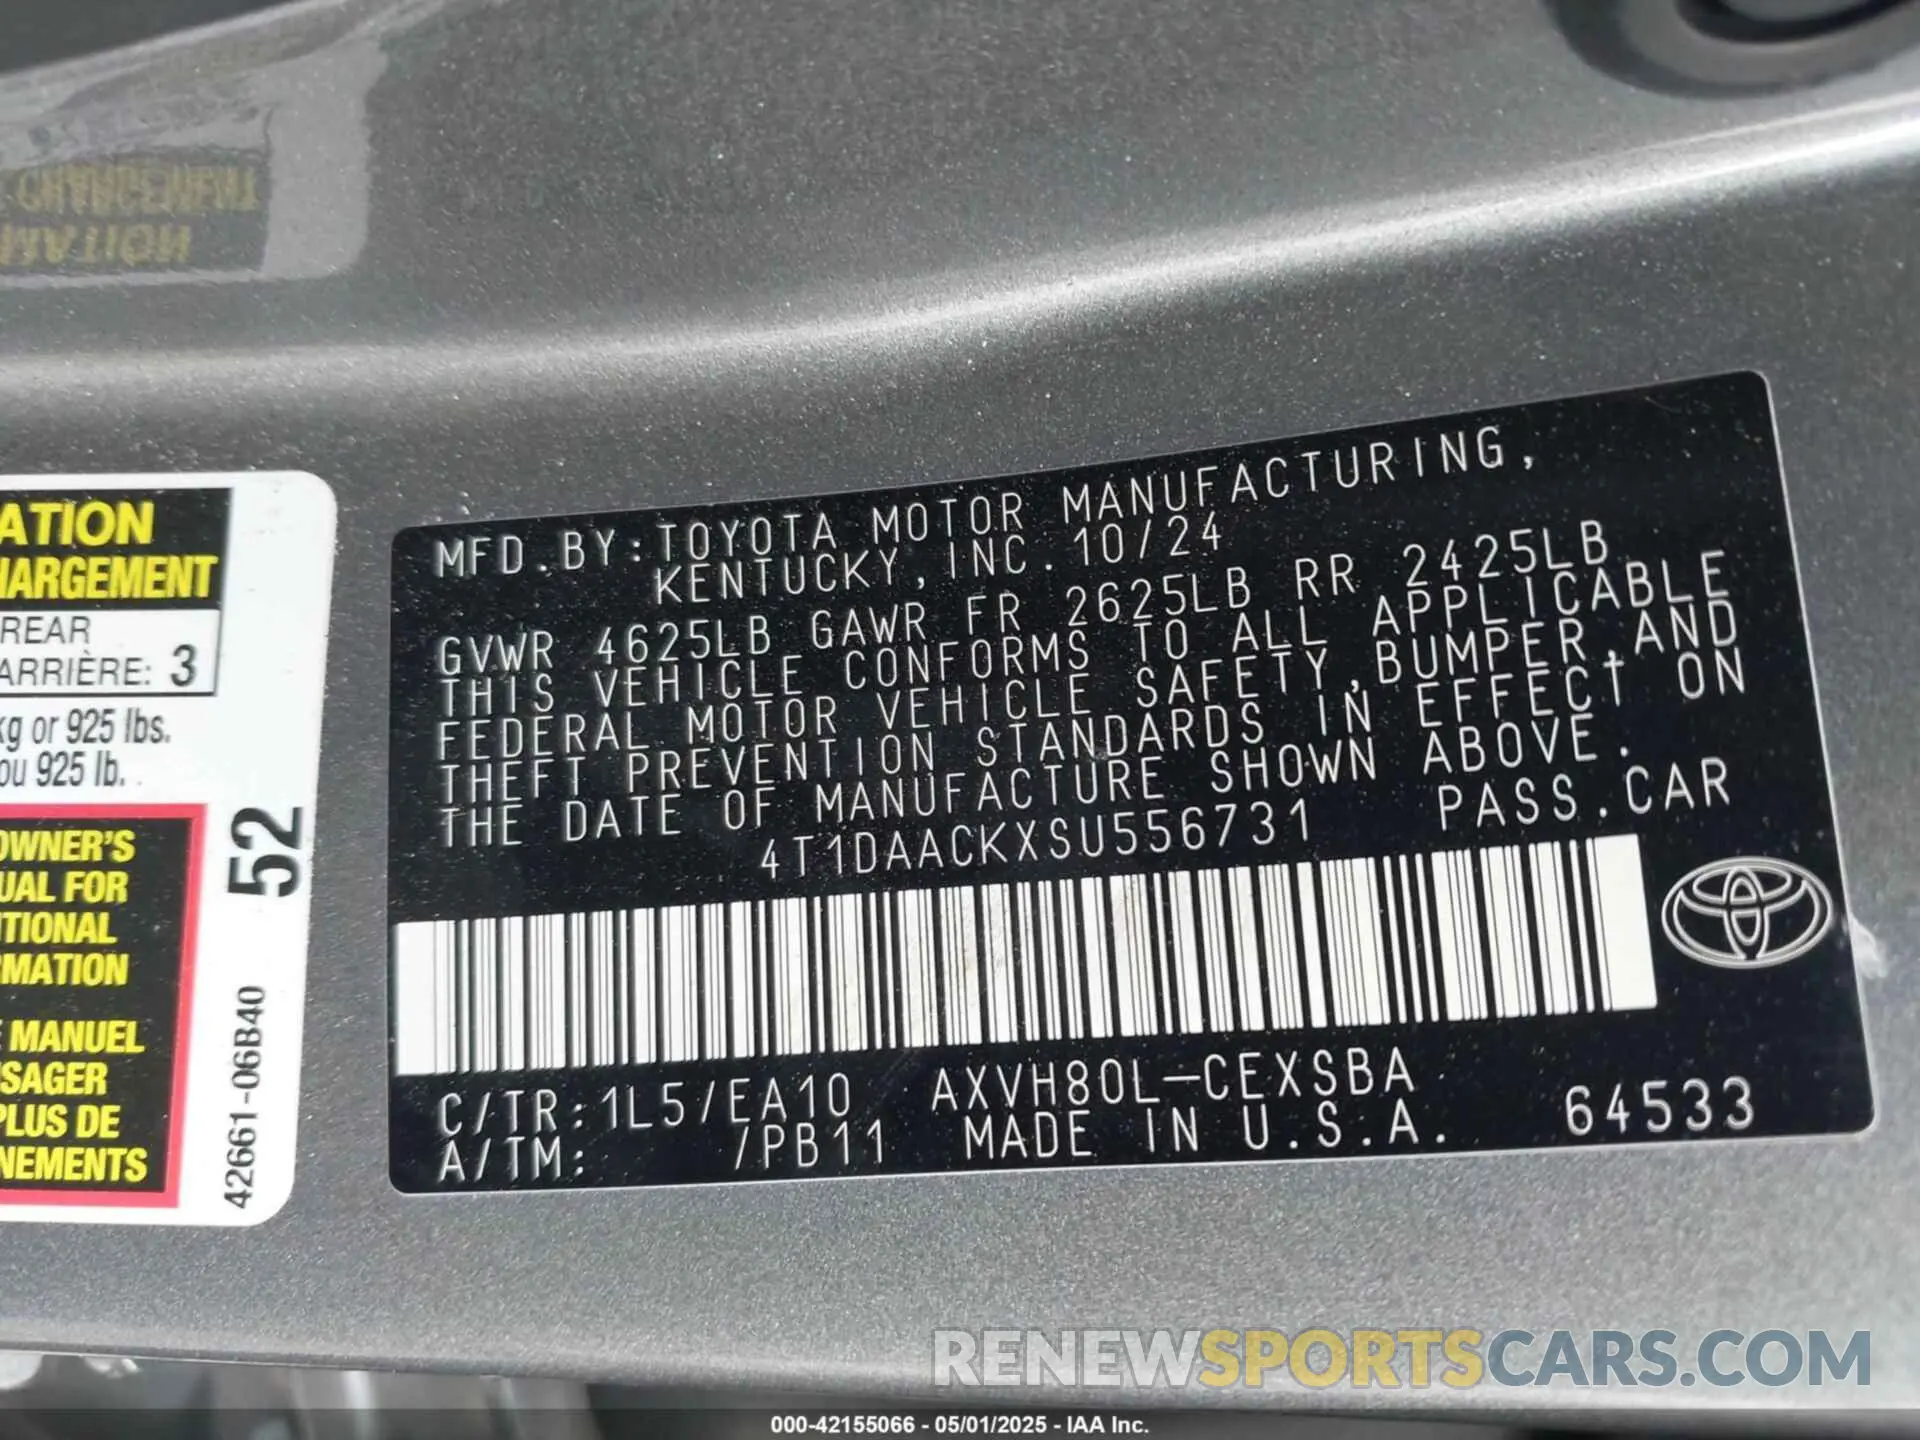 ATION
HARGEMENT
REAR
ARRIÈRE: 3
kg or 925 lbs.
ou 925 lb.
OWNER'S
UAL FOR
ITIONAL
RMATION
E MANUEL
SAGER
PLUS DE
NEMENTS
52
42661-06B40
MFD.BY:TOYOTA MOTOR MANUFACTURING,
KENTUCKY,INC. 10/24
GVWR 4625LB GAWR FR 2625LB RR 2425LB
THIS VEHICLE CONFORMS TO ALL APPLICABLE
FEDERAL MOTOR VEHICLE SAFETY,BUMPER,AND
THEFT PREVENTION STANDARDS IN EFFECT ON
THE DATE OF MANUFACTURE SHOWN ABOVE.
4T1DAACKXSU556731 PASS.CAR
C/TR:1L5/EA10 AXVH80L-CEXSBA
A/TM: /PB11 MADE IN U.S.A. 64533
RENEWSPORTSCARS.COM
000-42155066 - 05/01/2025 - IAA Inc.